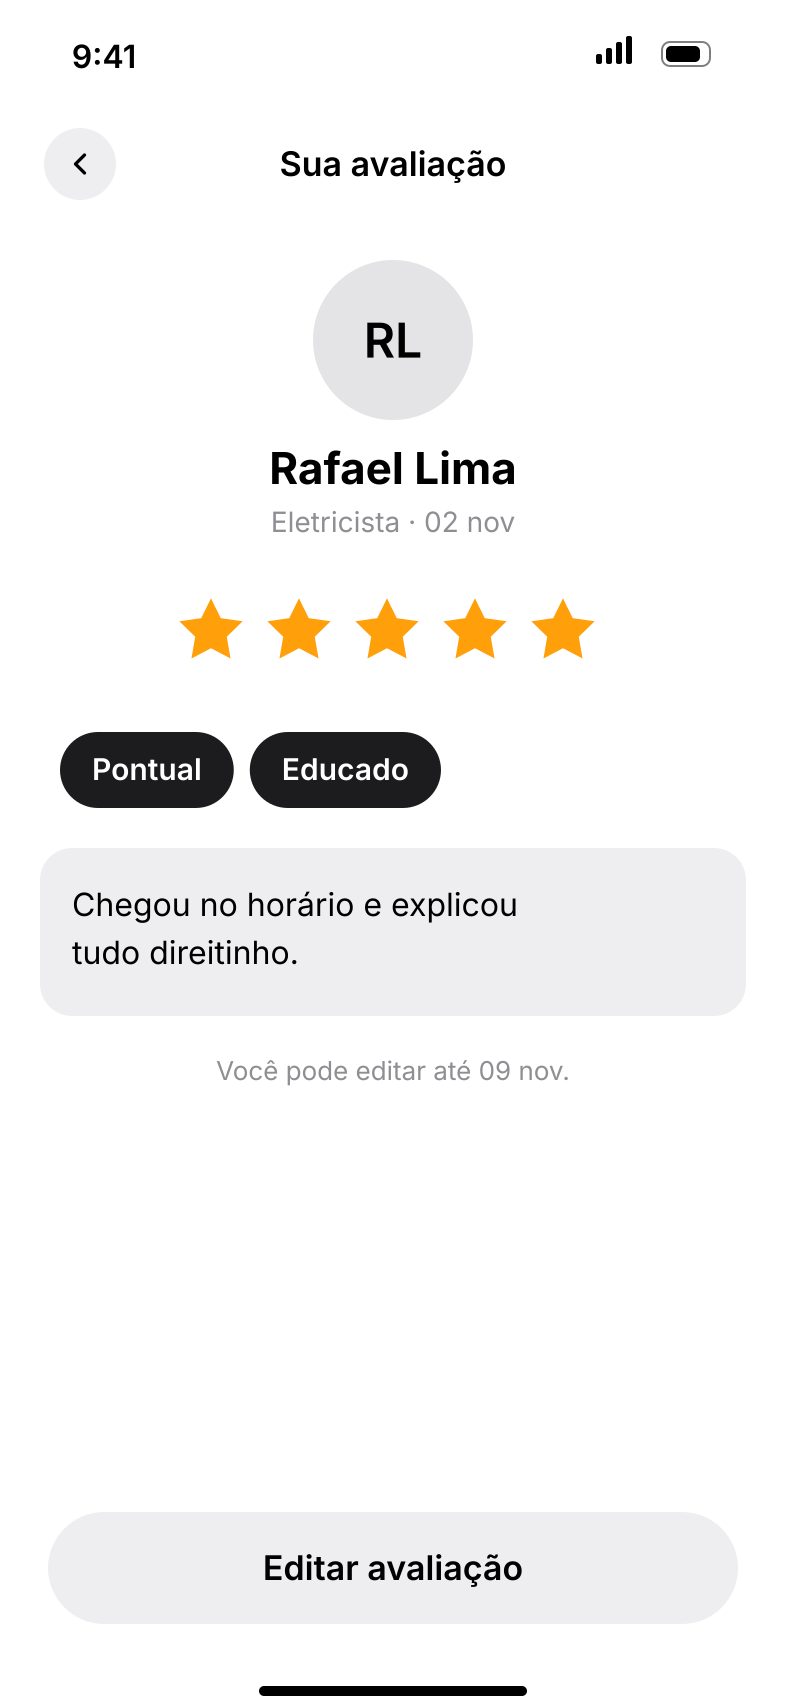 9:41
Sua avaliação
RL
Rafael Lima
Eletricista · 02 nov
Pontual
Educado
Chegou no horário e explicou
tudo direitinho.
Você pode editar até 09 nov.
Editar avaliação